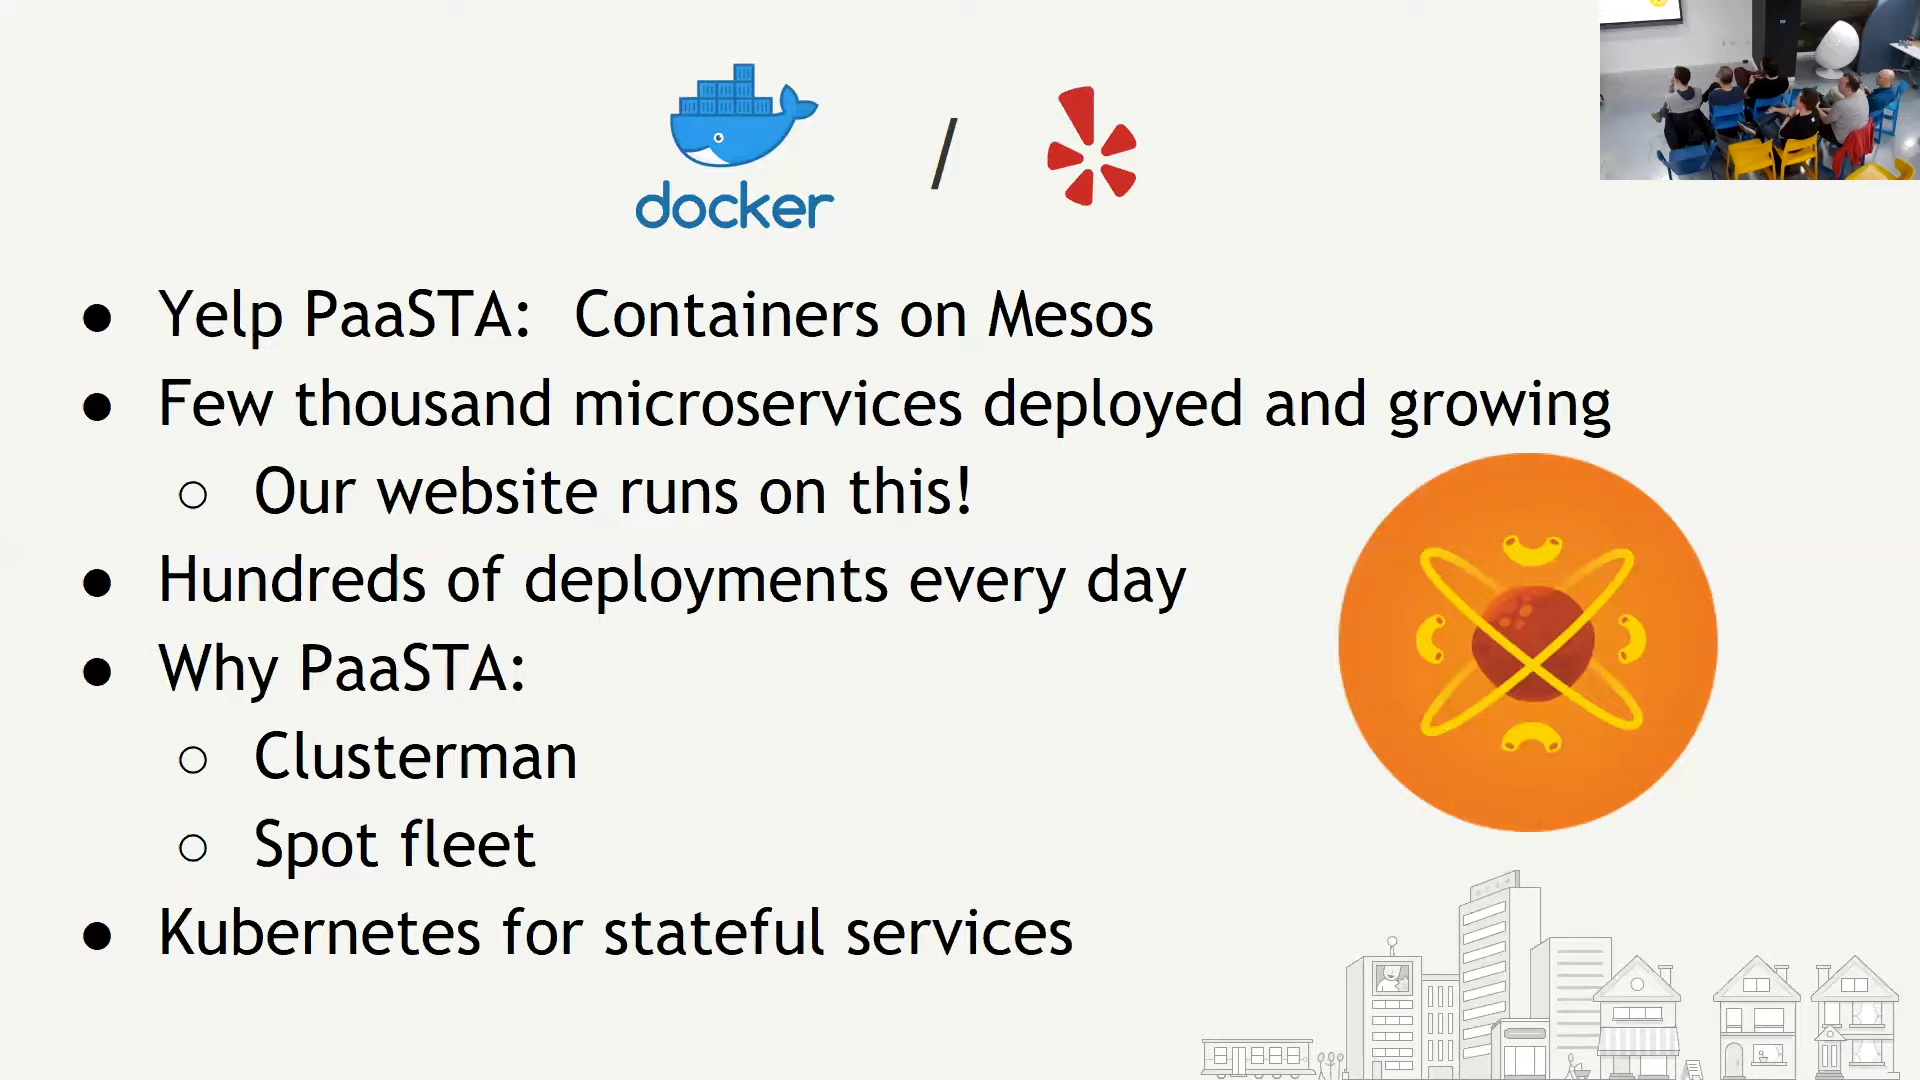 docker
/
● Yelp PaaSTA: Containers on Mesos
● Few thousand microservices deployed and growing
○ Our website runs on this!
● Hundreds of deployments every day
● Why PaaSTA:
○ Clusterman
○ Spot fleet
● Kubernetes for stateful services